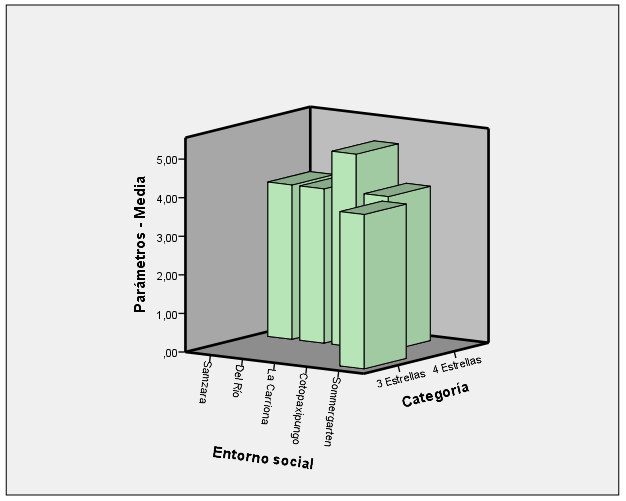 Parámetros - Media
5,00
4,00
3,00
2,00
1,00
,00
Samzara
Del Río
La Carriona
Cotopaxipungo
Sommergarten
3 Estrellas
4 Estrellas
Entorno social
Categoría